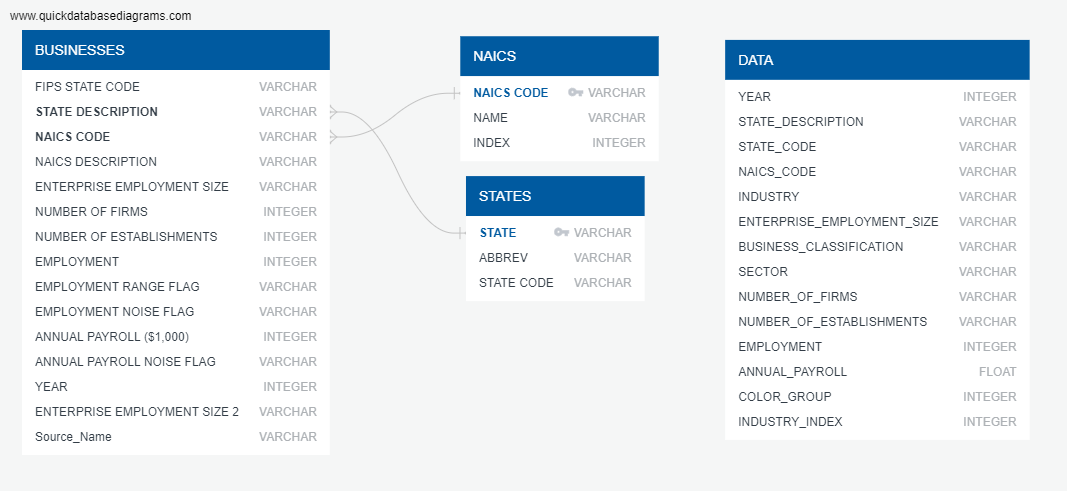 www.quickdatabasediagrams.com
BUSINESSES
FIPS STATE CODE VARCHAR
STATE DESCRIPTION VARCHAR
NAICS CODE VARCHAR
NAICS DESCRIPTION VARCHAR
ENTERPRISE EMPLOYMENT SIZE VARCHAR
NUMBER OF FIRMS INTEGER
NUMBER OF ESTABLISHMENTS INTEGER
EMPLOYMENT INTEGER
EMPLOYMENT RANGE FLAG VARCHAR
EMPLOYMENT NOISE FLAG VARCHAR
ANNUAL PAYROLL ($1,000) INTEGER
ANNUAL PAYROLL NOISE FLAG VARCHAR
YEAR INTEGER
ENTERPRISE EMPLOYMENT SIZE 2 VARCHAR
Source_Name VARCHAR
NAICS
NAICS CODE VARCHAR
NAME VARCHAR
INDEX INTEGER
STATES
STATE VARCHAR
ABBREV VARCHAR
STATE CODE VARCHAR
DATA
YEAR INTEGER
STATE_DESCRIPTION VARCHAR
STATE_CODE VARCHAR
NAICS_CODE VARCHAR
INDUSTRY VARCHAR
ENTERPRISE_EMPLOYMENT_SIZE VARCHAR
BUSINESS_CLASSIFICATION VARCHAR
SECTOR VARCHAR
NUMBER_OF_FIRMS VARCHAR
NUMBER_OF_ESTABLISHMENTS VARCHAR
EMPLOYMENT INTEGER
ANNUAL_PAYROLL FLOAT
COLOR_GROUP INTEGER
INDUSTRY_INDEX INTEGER